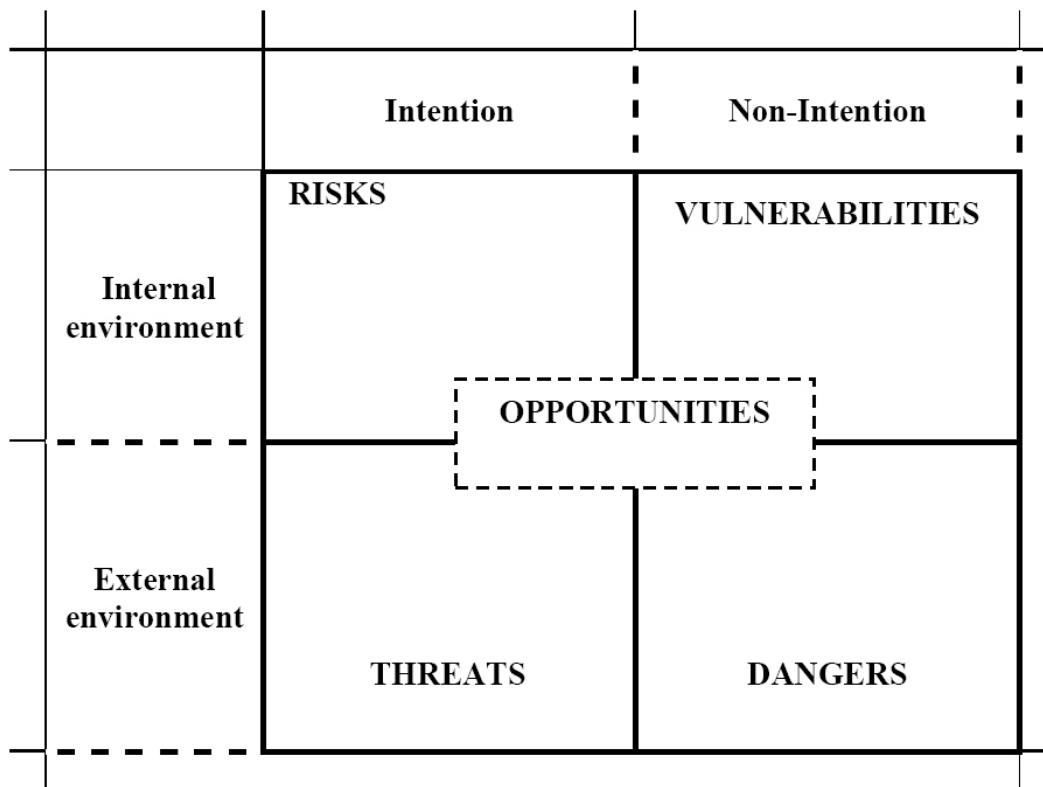 Intention
Non-Intention
RISKS
VULNERABILITIES
Internal
environment
OPPORTUNITIES
External
environment
THREATS
DANGERS